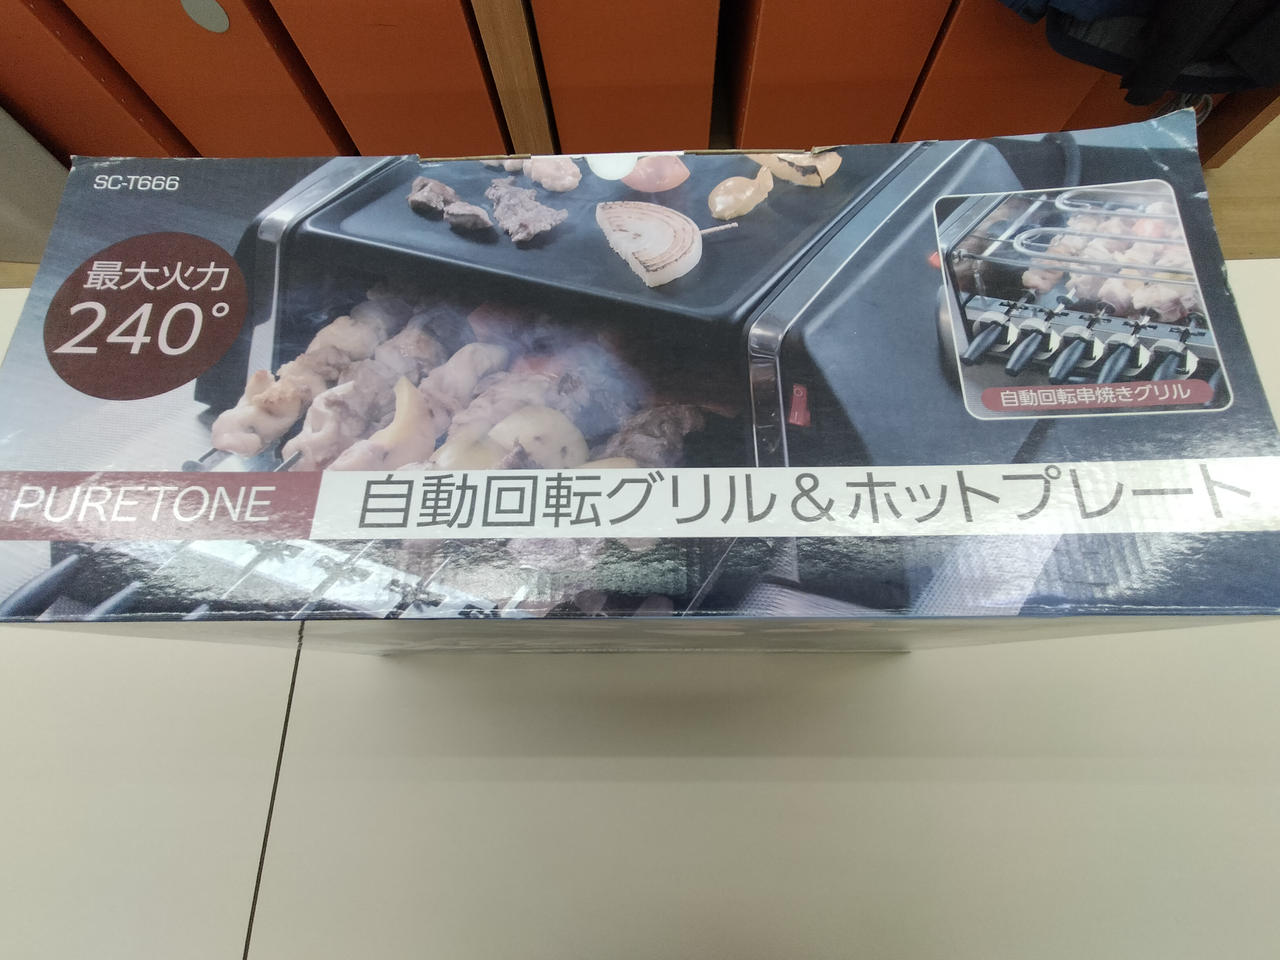 SC-T666
最大火力
240°
自動回転串焼きグリル
PURETONE
自動回転グリル&ホットプレート